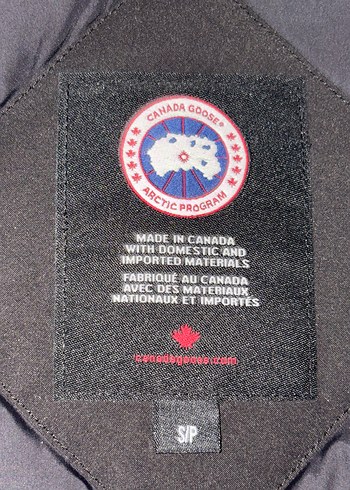 CANADA GOOSE®
ARCTIC PROGRAM
MADE IN CANADA
WITH DOMESTIC AND
IMPORTED MATERIALS
FABRIQUÉ AU CANADA
AVEC DES MATERIAUX
NATIONAUX ET IMPORTÉS
canadagoose.com
S/P